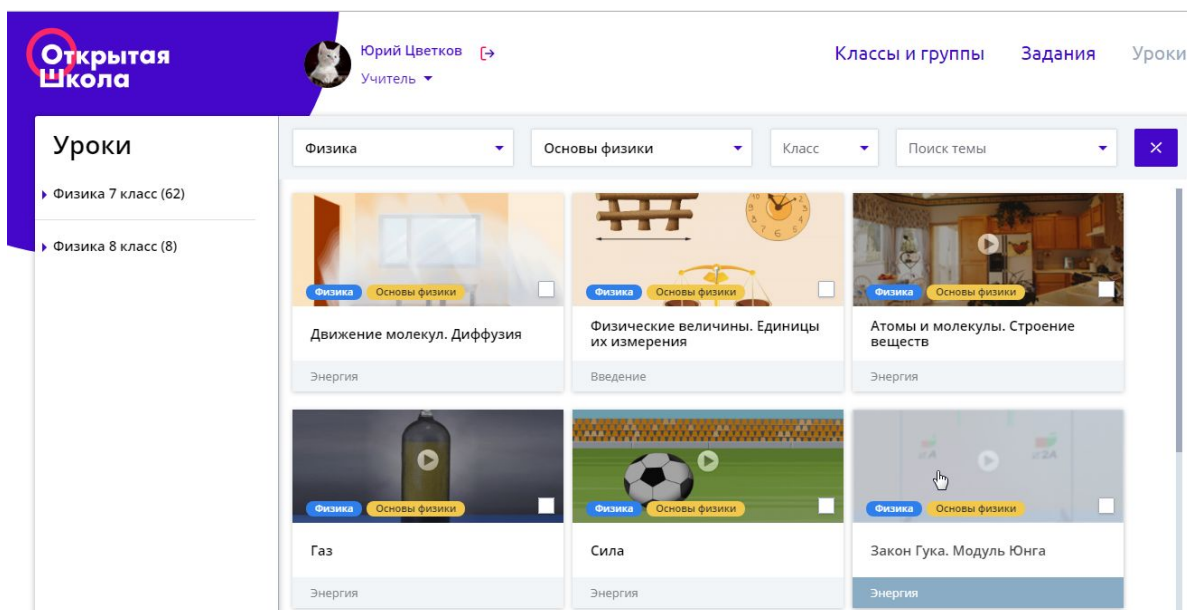 Открытая
Школа
Юрий Цветков
Учитель
Классы и группы
Задания
Уроки
Уроки
Физика 7 класс (62)
Физика 8 класс (8)
Физика
Основы физики
Класс
Поиск темы
Физика Основы физики
Движение молекул. Диффузия
Энергия
Физика Основы физики
Физические величины. Единицы
их измерения
Введение
Физика Основы физики
Атомы и молекулы. Строение
веществ
Энергия
Физика Основы физики
Газ
Энергия
Физика Основы физики
Сила
Энергия
Физика Основы физики
Закон Гука. Модуль Юнга
Энергия